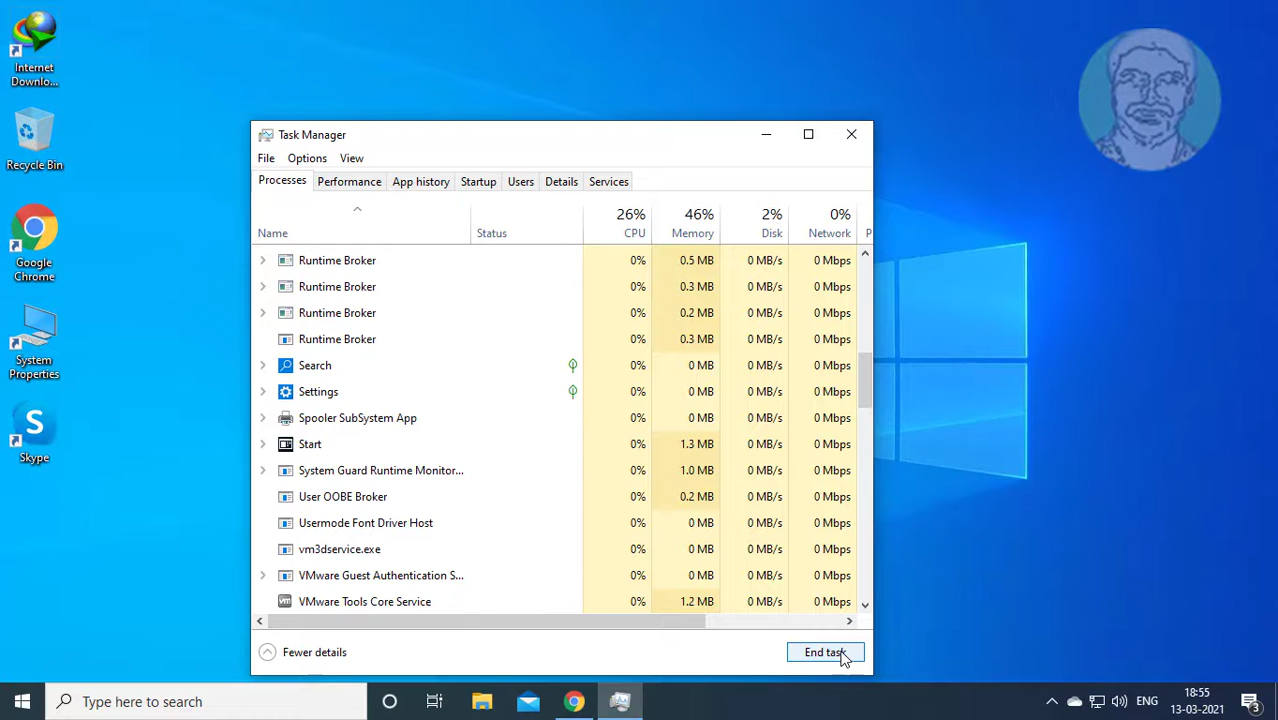 Internet
Downlo...
Recycle Bin
Google
Chrome
System
Properties
S
Skype
Task Manager
File Options View
Processes Performance App history Startup Users Details Services
26% 46% 2% 0%
Name Status CPU Memory Disk Network P
Runtime Broker 0% 0.5 MB 0 MB/s 0 Mbps
Runtime Broker 0% 0.3 MB 0 MB/s 0 Mbps
Runtime Broker 0% 0.2 MB 0 MB/s 0 Mbps
Runtime Broker 0% 0.3 MB 0 MB/s 0 Mbps
Search 0% 0 MB 0 MB/s 0 Mbps
Settings 0% 0 MB 0 MB/s 0 Mbps
Spooler SubSystem App 0% 0 MB 0 MB/s 0 Mbps
Start 0% 1.3 MB 0 MB/s 0 Mbps
System Guard Runtime Monitor... 0% 1.0 MB 0 MB/s 0 Mbps
User OOBE Broker 0% 0.2 MB 0 MB/s 0 Mbps
Usermode Font Driver Host 0% 0 MB 0 MB/s 0 Mbps
vm3dservice.exe 0% 0 MB 0 MB/s 0 Mbps
VMware Guest Authentication S... 0% 0 MB 0 MB/s 0 Mbps
vm VMware Tools Core Service 0% 1.2 MB 0 MB/s 0 Mbps
Fewer details End task
Type here to search ENG 18:55
13-03-2021 3